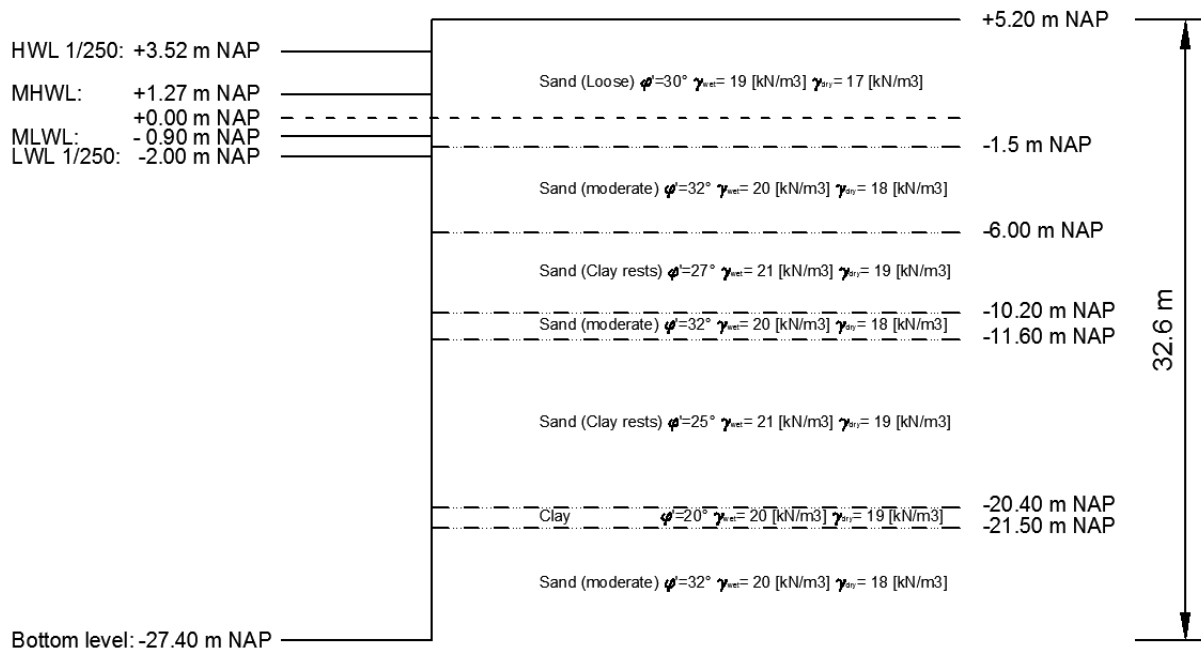 +5.20 m NAP
HWL 1/250: +3.52 m NAP
Sand (Loose) φ'=30° γwet= 19 [kN/m3] γdry= 17 [kN/m3]
MHWL: +1.27 m NAP
+0.00 m NAP
MLWL: - 0.90 m NAP
-1.5 m NAP
LWL 1/250: -2.00 m NAP
Sand (moderate) φ'=32° γwet= 20 [kN/m3] γdry= 18 [kN/m3]
-6.00 m NAP
Sand (Clay rests) φ'=27° γwet= 21 [kN/m3] γdry= 19 [kN/m3]
-10.20 m NAP
Sand (moderate) φ'=32° γwet= 20 [kN/m3] γdry= 18 [kN/m3]
-11.60 m NAP
32.6 m
Sand (Clay rests) φ'=25° γwet= 21 [kN/m3] γdry= 19 [kN/m3]
-20.40 m NAP
Clay φ'=20° γwet= 20 [kN/m3] γdry= 19 [kN/m3]
-21.50 m NAP
Sand (moderate) φ'=32° γwet= 20 [kN/m3] γdry= 18 [kN/m3]
Bottom level: -27.40 m NAP